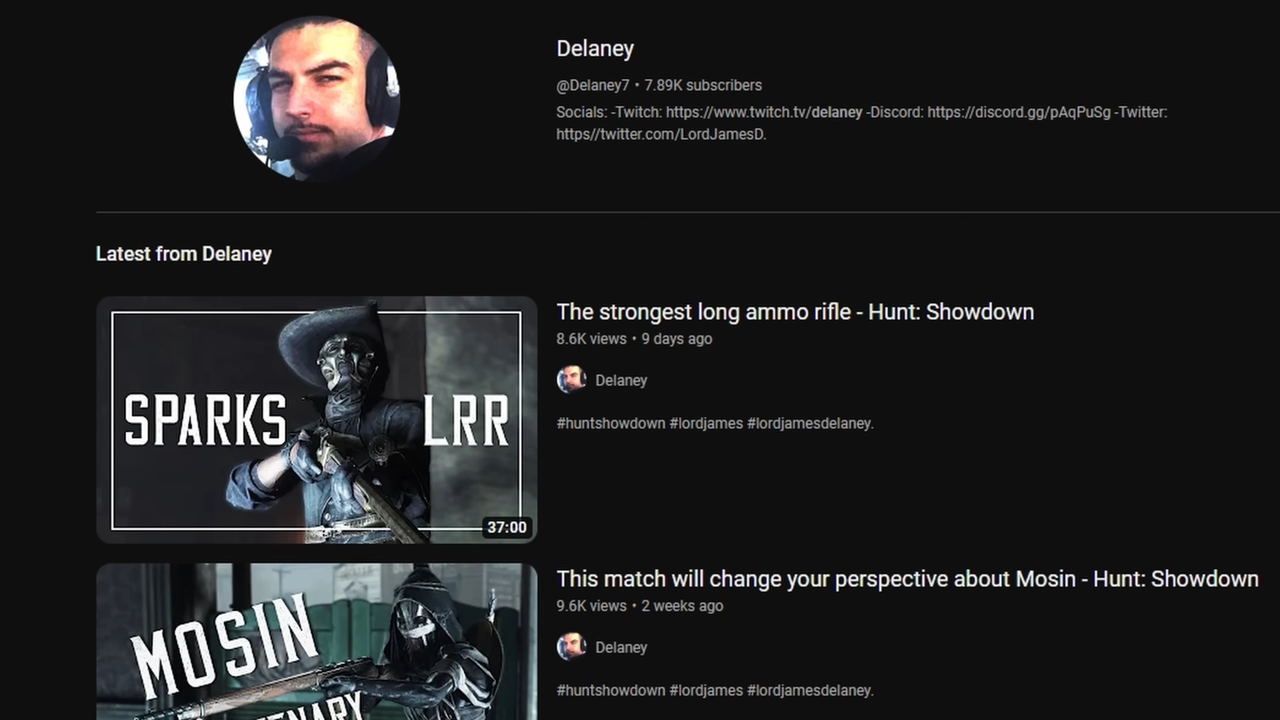 Delaney
@Delaney7 • 7.89K subscribers
Socials: -Twitch: https://www.twitch.tv/delaney -Discord: https://discord.gg/pAqPuSg -Twitter:
https//twitter.com/LordJamesD.
Latest from Delaney
SPARKS LRR
37:00
The strongest long ammo rifle - Hunt: Showdown
8.6K views • 9 days ago
Delaney
#huntshowdown #lordjames #lordjamesdelaney.
MOSIN
This match will change your perspective about Mosin - Hunt: Showdown
9.6K views • 2 weeks ago
Delaney
#huntshowdown #lordjames #lordjamesdelaney.